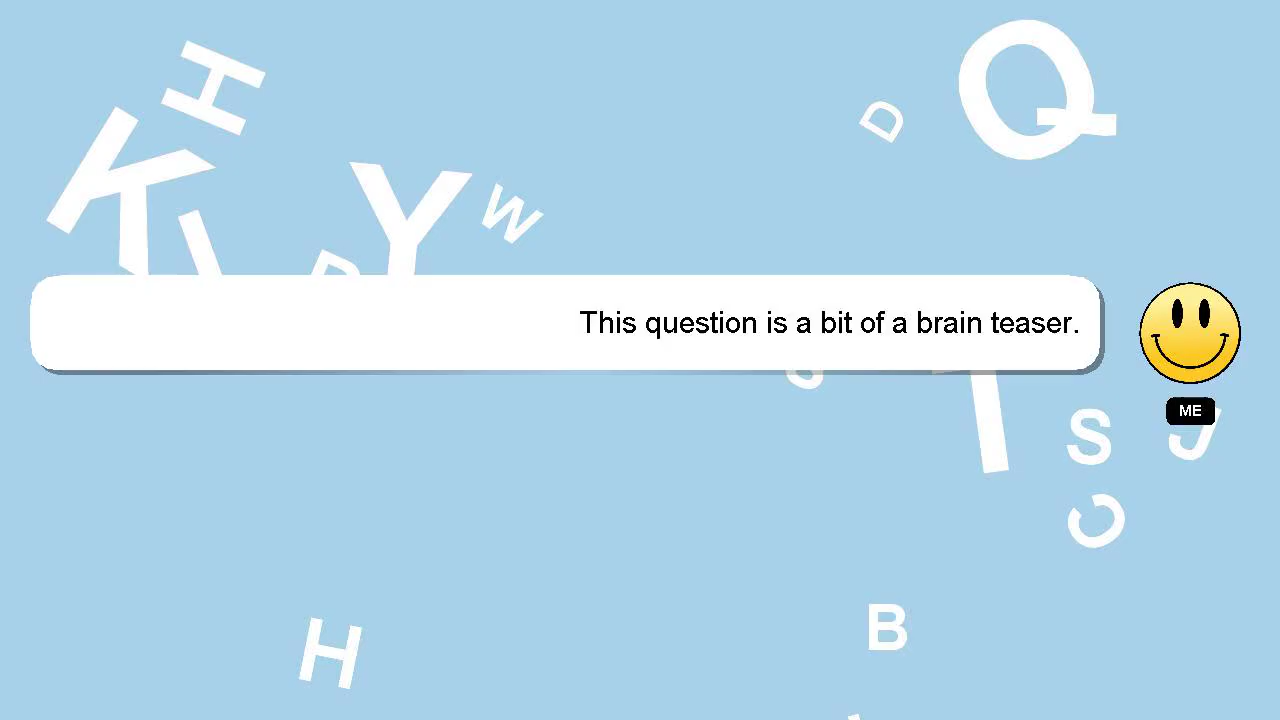 H
Q
D
K
Y
W
This question is a bit of a brain teaser.
ME
T
S
J
C
B
H